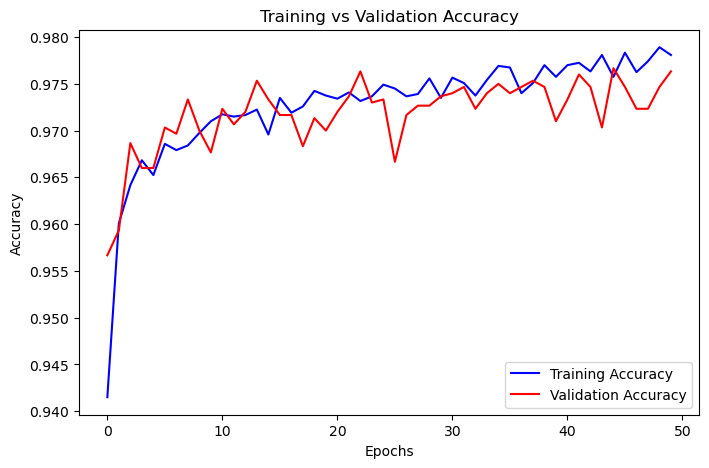 Training vs Validation Accuracy
0.980
0.975
0.970
0.965
0.960
0.955
0.950
0.945
0.940
Accuracy
0 10 20 30 40 50
Epochs
Training Accuracy
Validation Accuracy